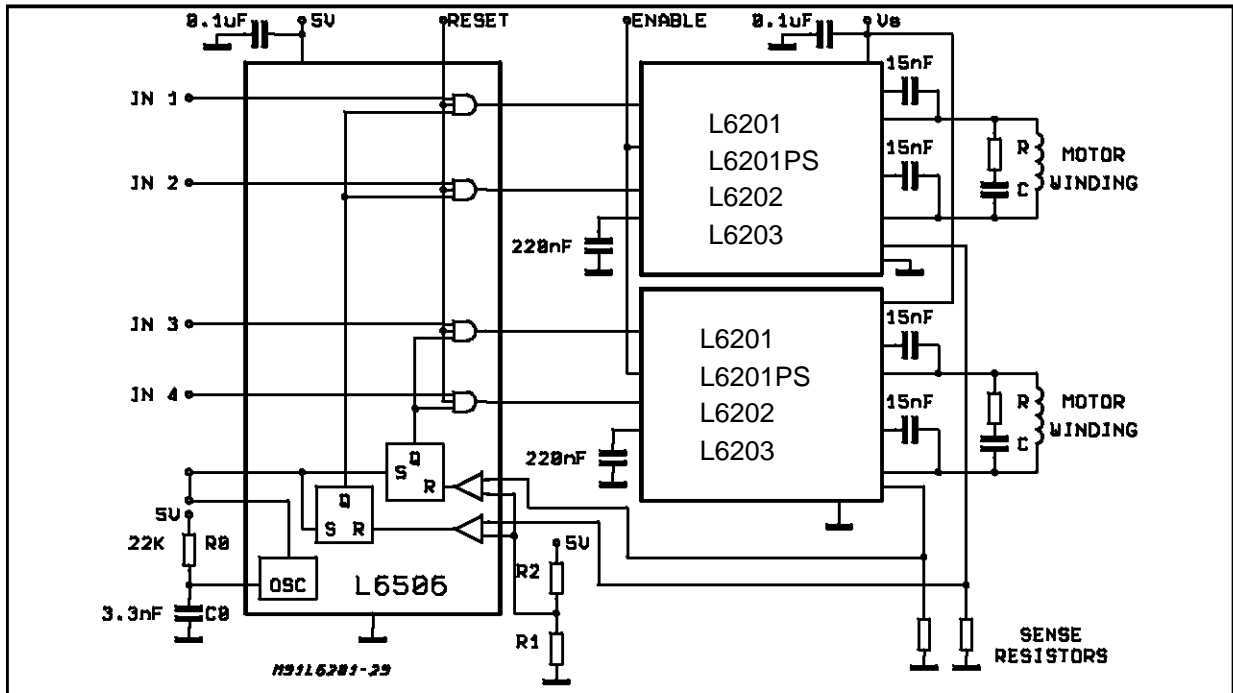 0.1uF 5V RESET ENABLE 0.1uF Vs
15nF
IN 1
L6201
15nF
R MOTOR
L6201PS
IN 2
C WINDING
L6202
220nF
L6203
IN 3
15nF
L6201
L6201PS
IN 4
R MOTOR
15nF
L6202
C WINDING
Q
220nF
L6203
S R
Q
5V
S R
22K R0
5V
OSC
L6506
R2
3.3nF C0
R1
SENSE
RESISTORS
M91L6201-29